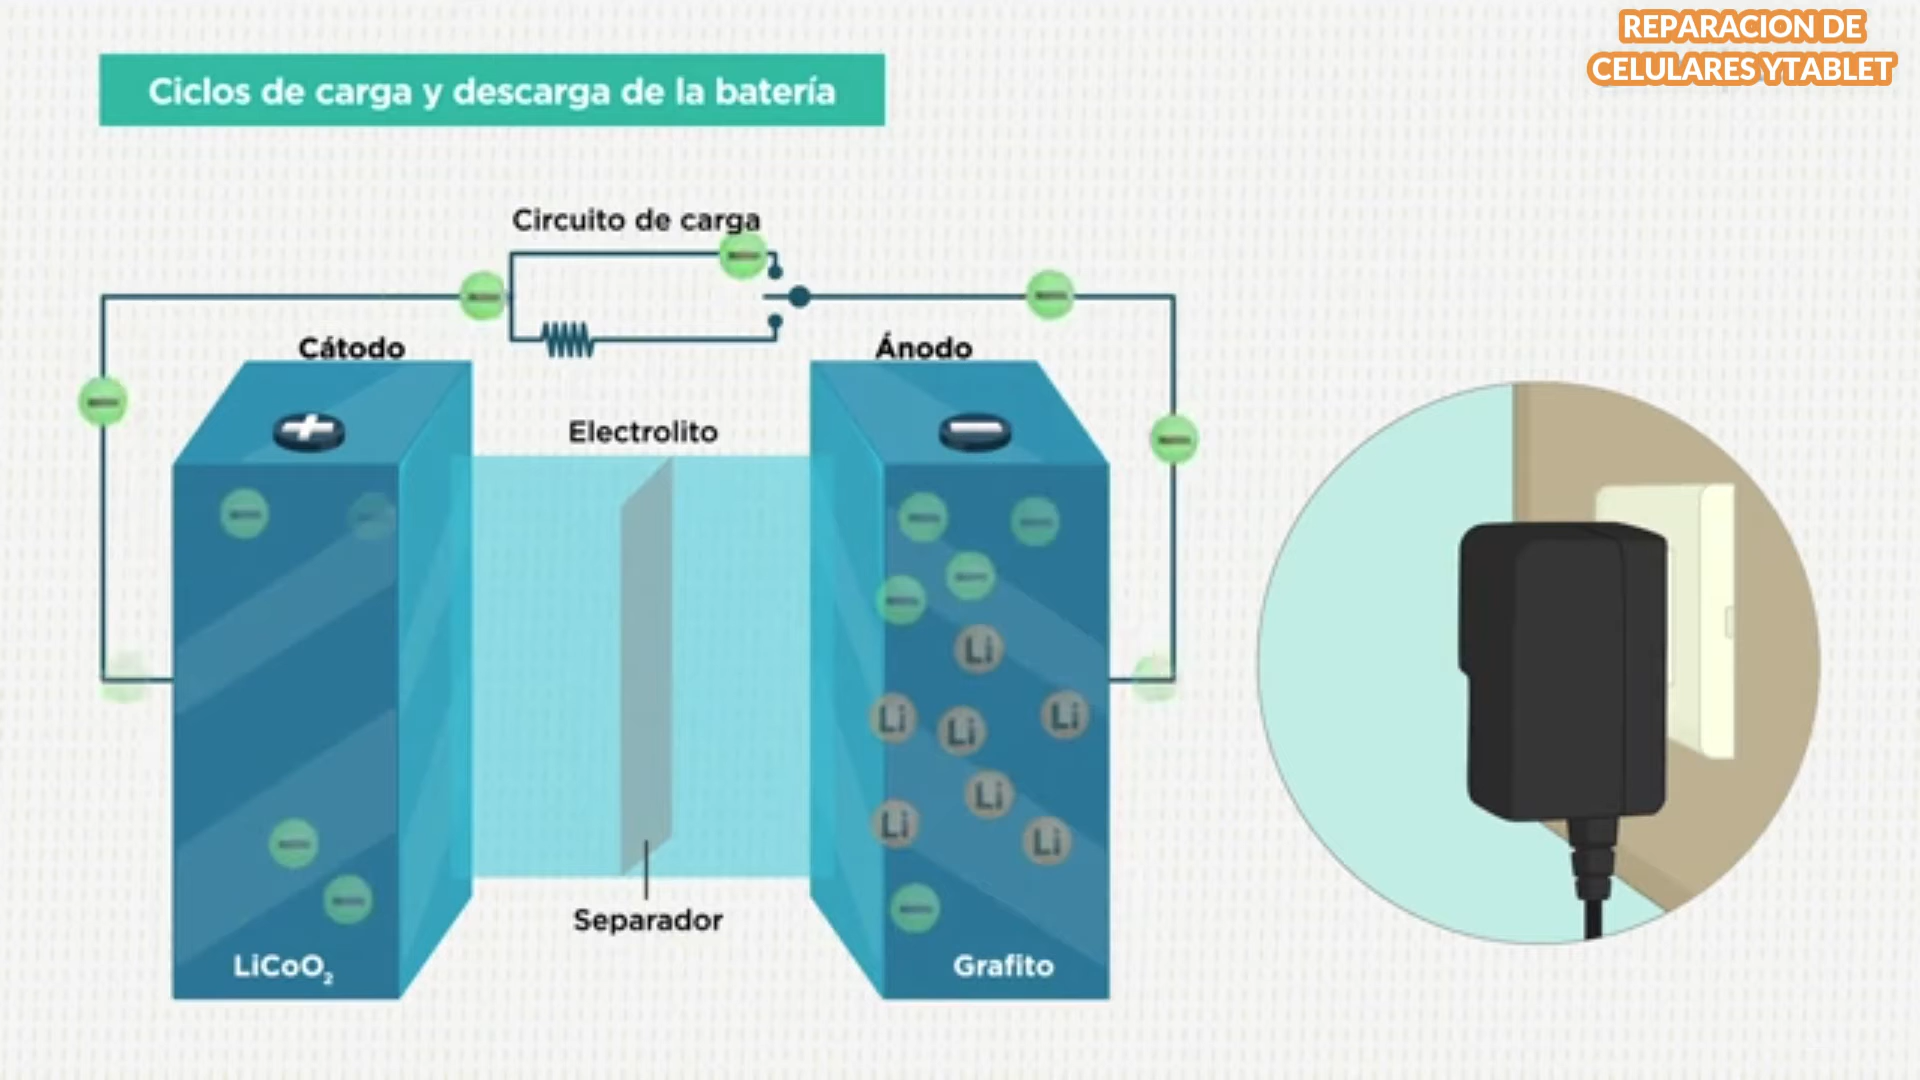 REPARACION DE
CELULARES YTABLET
Ciclos de carga y descarga de la batería
Circuito de carga
Cátodo
Ánodo
+
−
Electrolito
Li
Li
Li
Li
Li
Li
Li
Separador
LiCoO₂
Grafito